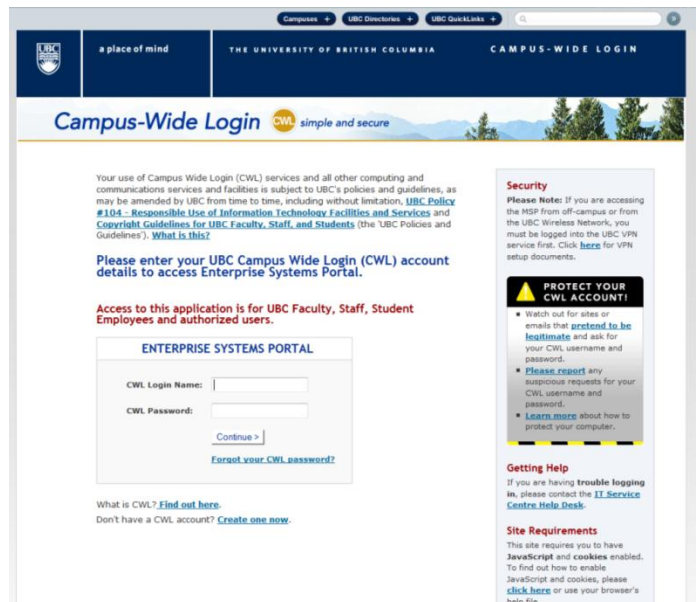 Campuses +
UBC Directories +
UBC QuickLinks +
UBC
a place of mind
THE UNIVERSITY OF BRITISH COLUMBIA
CAMPUS-WIDE LOGIN
Campus-Wide Login CWL simple and secure
Your use of Campus Wide Login (CWL) services and all other computing and
communications services and facilities is subject to UBC's policies and guidelines, as
may be amended by UBC from time to time, including without limitation, UBC Policy
#104 - Responsible Use of Information Technology Facilities and Services and
Copyright Guidelines for UBC Faculty, Staff, and Students (the 'UBC Policies and
Guidelines'). What is this?
Please enter your UBC Campus Wide Login (CWL) account
details to access Enterprise Systems Portal.
Access to this application is for UBC Faculty, Staff, Student
Employees and authorized users.
ENTERPRISE SYSTEMS PORTAL
CWL Login Name:
CWL Password:
Continue >
Forgot your CWL password?
What is CWL? Find out here.
Don't have a CWL account? Create one now.
Security
Please Note: If you are accessing
the MSP from off-campus or from
the UBC Wireless Network, you
must be logged into the UBC VPN
service first. Click here for VPN
setup documents.
PROTECT YOUR
CWL ACCOUNT!
Watch out for sites or
emails that pretend to be
legitimate and ask for
your CWL username and
password.
Please report any
suspicious requests for your
CWL username and
password.
Learn more about how to
protect your computer.
Getting Help
If you are having trouble logging
in, please contact the IT Service
Centre Help Desk.
Site Requirements
This site requires you to have
JavaScript and cookies enabled.
To find out how to enable
JavaScript and cookies, please
click here or use your browser's
help file.